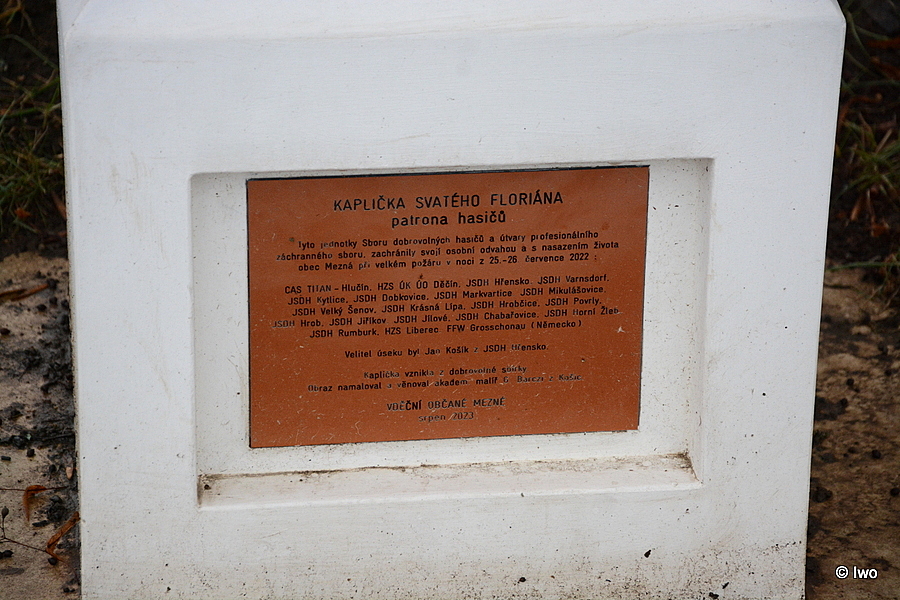 KAPLIČKA SVATÉHO FLORIÁNA
patrona hasičů
Tyto jednotky Sboru dobrovolných hasičů a útvary profesionálního
záchranného sboru, zachránily svojí osobní odvahou a s nasazením života
obec Mezná při velkém požáru v noci z 25.-26. července 2022 :
CAS TITAN - Hlučín, HZS ÚK ÚO Děčín, JSDH Hřensko, JSDH Varnsdorf,
JSDH Kytlice, JSDH Dobkovice, JSDH Markvartice JSDH Mikulášovice,
JSDH Velký Šenov, JSDH Krásná Lípa, JSDH Hrobčice, JSDH Povrly,
JSDH Hrob, JSDH Jiříkov, JSDH Jílové, JSDH Chabařovice, JSDH Horní Žleb,
JSDH Rumburk, HZS Liberec FFW Grosschonau (Německo)
Velitel úseku byl Jan Košík z JSDH Hřensko.
Kaplička vznikla z dobrovolné sbírky
Obraz namaloval a věnoval akadem. malíř G. z Košic
VDĚČNÍ OBČANÉ MEZNÉ
srpen 2023
© Iwo